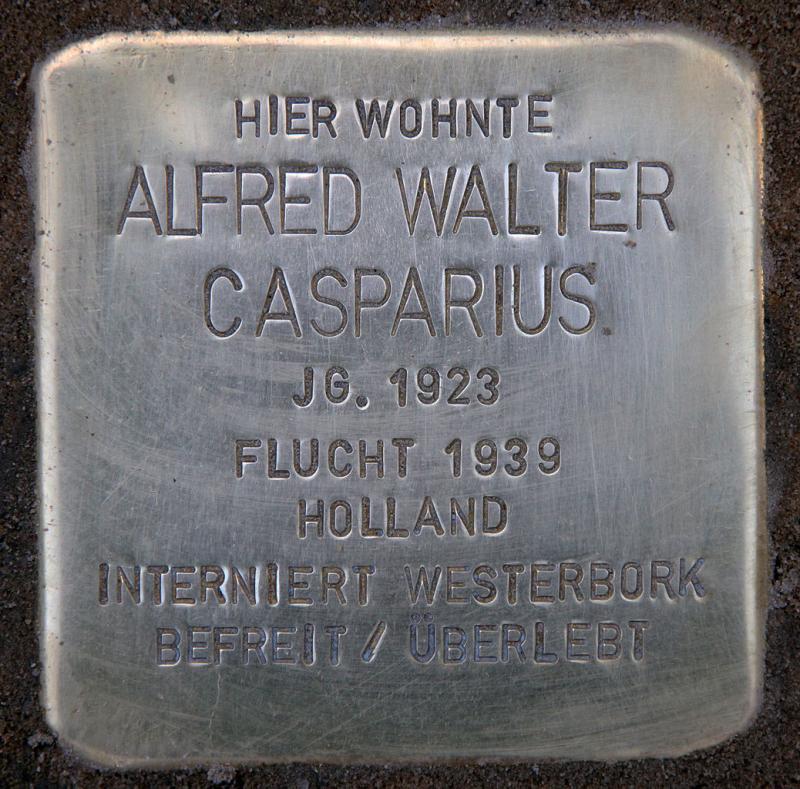 HIER WOHNTE
ALFRED WALTER
CASPARIUS
JG. 1923
FLUCHT 1939
HOLLAND
INTERNIERT WESTERBORK
BEFREIT / ÜBERLEBT